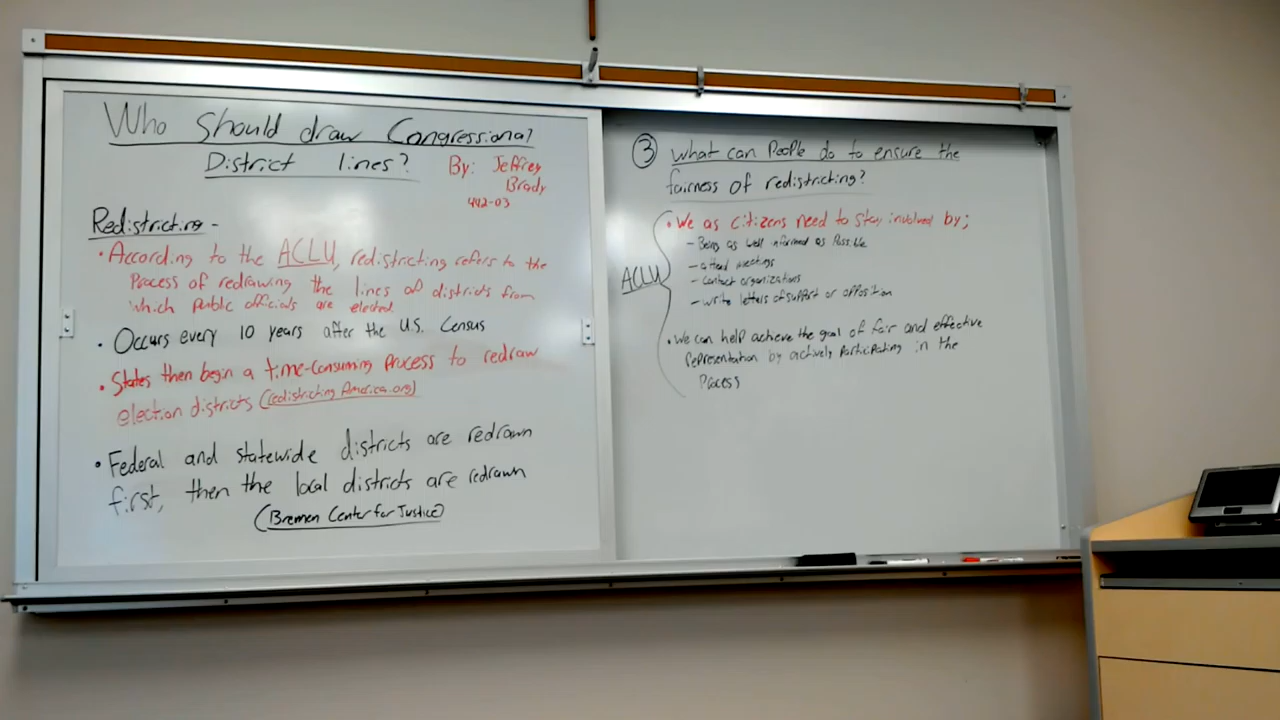 Who should draw Congressional
District lines?
By: Jeffrey
Brady
442-03
Redistricting -
• According to the ACLU, redistricting refers to the
Process of redrawing the lines of districts from
which public officials are elected.
• Occurs every 10 years after the U.S. Census
• States then begin a time-consuming process to redraw
election districts (redistricting America.org)
• Federal and statewide districts are redrawn
first, then the local districts are redrawn
(Bremen Center for Justice)
③ What can People do to ensure the
fairness of redistricting?
ACLU
• We as citizens need to stay involved by;
- Being as well informed as Possible
- attend meetings
- contact organizations
- write letters of support or opposition
• We can help achieve the goal of fair and effective
representation by actively Participating in the
Process